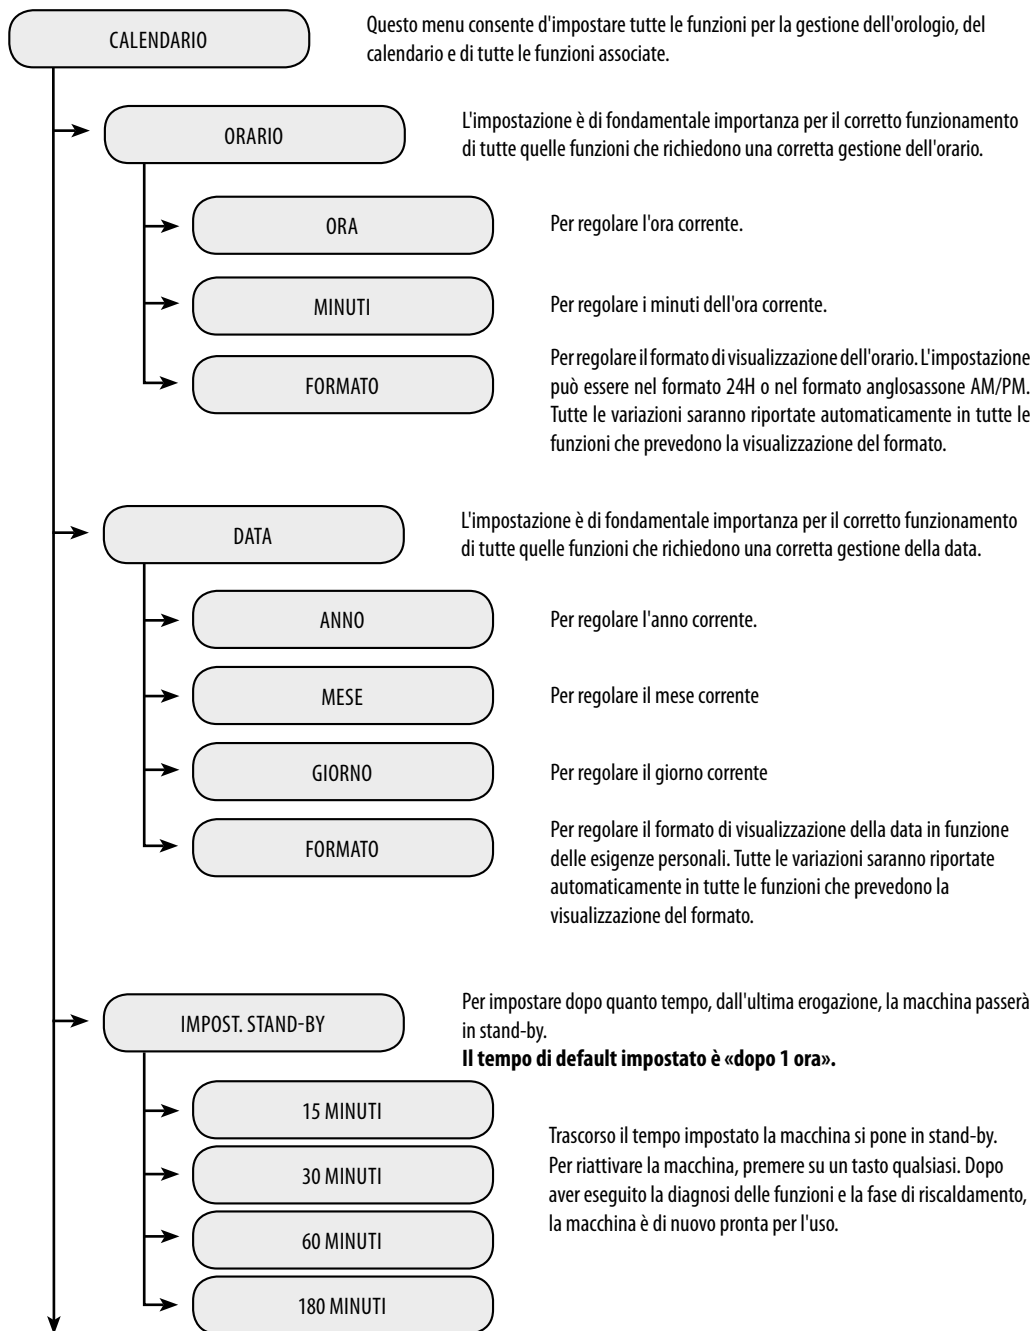 CALENDARIO
Questo menu consente d'impostare tutte le funzioni per la gestione dell'orologio, del
calendario e di tutte le funzioni associate.
ORARIO
L'impostazione è di fondamentale importanza per il corretto funzionamento
di tutte quelle funzioni che richiedono una corretta gestione dell'orario.
ORA
Per regolare l'ora corrente.
MINUTI
Per regolare i minuti dell'ora corrente.
FORMATO
Per regolare il formato di visualizzazione dell'orario. L'impostazione
può essere nel formato 24H o nel formato anglosassone AM/PM.
Tutte le variazioni saranno riportate automaticamente in tutte le
funzioni che prevedono la visualizzazione del formato.
DATA
L'impostazione è di fondamentale importanza per il corretto funzionamento
di tutte quelle funzioni che richiedono una corretta gestione della data.
ANNO
Per regolare l'anno corrente.
MESE
Per regolare il mese corrente
GIORNO
Per regolare il giorno corrente
FORMATO
Per regolare il formato di visualizzazione della data in funzione
delle esigenze personali. Tutte le variazioni saranno riportate
automaticamente in tutte le funzioni che prevedono la
visualizzazione del formato.
IMPOST. STAND-BY
Per impostare dopo quanto tempo, dall'ultima erogazione, la macchina passerà
in stand-by.
Il tempo di default impostato è «dopo 1 ora».
15 MINUTI
30 MINUTI
60 MINUTI
180 MINUTI
Trascorso il tempo impostato la macchina si pone in stand-by.
Per riattivare la macchina, premere su un tasto qualsiasi. Dopo
aver eseguito la diagnosi delle funzioni e la fase di riscaldamento,
la macchina è di nuovo pronta per l'uso.